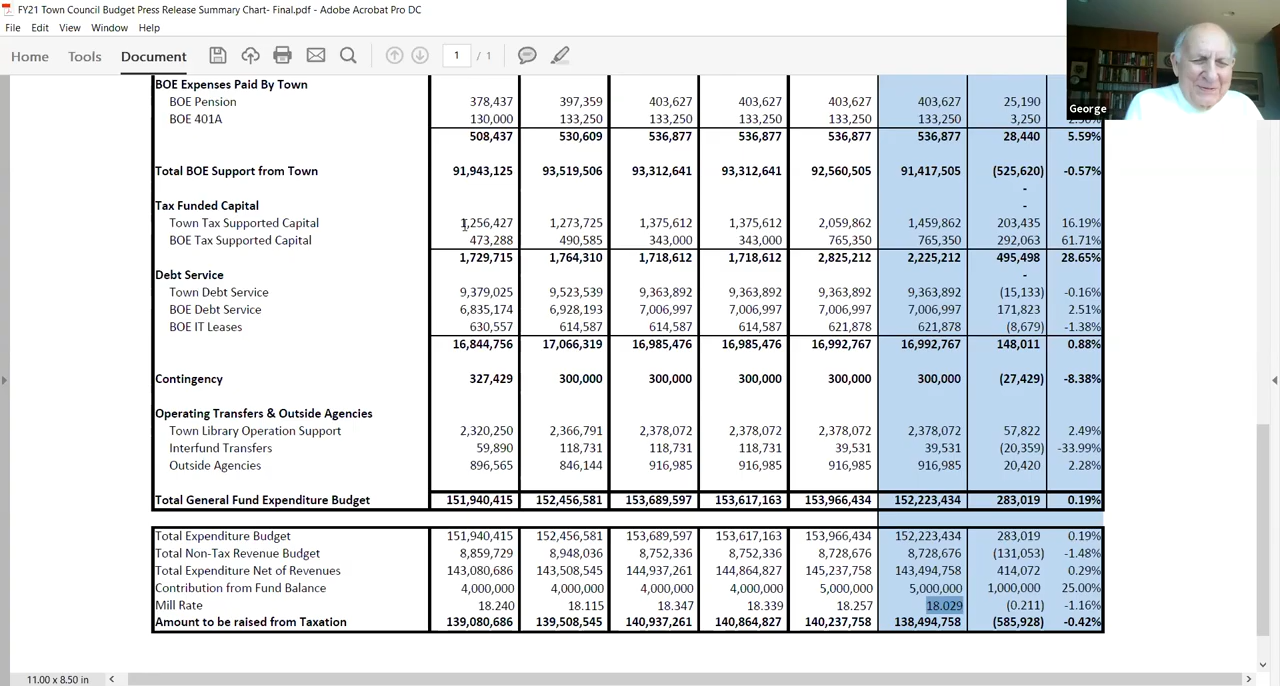 FY21 Town Council Budget Press Release Summary Chart- Final.pdf - Adobe Acrobat Pro DC
File Edit View Window Help
Home Tools Document 1 / 1
George
BOE Expenses Paid By Town
BOE Pension 378,437 397,359 403,627 403,627 403,627 403,627 25,190
BOE 401A 130,000 133,250 133,250 133,250 133,250 133,250 3,250
508,437 530,609 536,877 536,877 536,877 536,877 28,440 5.59%
Total BOE Support from Town 91,943,125 93,519,506 93,312,641 93,312,641 92,560,505 91,417,505 (525,620) -0.57%
-
Tax Funded Capital -
Town Tax Supported Capital 1,256,427 1,273,725 1,375,612 1,375,612 2,059,862 1,459,862 203,435 16.19%
BOE Tax Supported Capital 473,288 490,585 343,000 343,000 765,350 765,350 292,063 61.71%
1,729,715 1,764,310 1,718,612 1,718,612 2,825,212 2,225,212 495,498 28.65%
Debt Service -
Town Debt Service 9,379,025 9,523,539 9,363,892 9,363,892 9,363,892 9,363,892 (15,133) -0.16%
BOE Debt Service 6,835,174 6,928,193 7,006,997 7,006,997 7,006,997 7,006,997 171,823 2.51%
BOE IT Leases 630,557 614,587 614,587 614,587 621,878 621,878 (8,679) -1.38%
16,844,756 17,066,319 16,985,476 16,985,476 16,992,767 16,992,767 148,011 0.88%
Contingency 327,429 300,000 300,000 300,000 300,000 300,000 (27,429) -8.38%
Operating Transfers & Outside Agencies
Town Library Operation Support 2,320,250 2,366,791 2,378,072 2,378,072 2,378,072 2,378,072 57,822 2.49%
Interfund Transfers 59,890 118,731 118,731 118,731 39,531 39,531 (20,359) -33.99%
Outside Agencies 896,565 846,144 916,985 916,985 916,985 916,985 20,420 2.28%
Total General Fund Expenditure Budget 151,940,415 152,456,581 153,689,597 153,617,163 153,966,434 152,223,434 283,019 0.19%
Total Expenditure Budget 151,940,415 152,456,581 153,689,597 153,617,163 153,966,434 152,223,434 283,019 0.19%
Total Non-Tax Revenue Budget 8,859,729 8,948,036 8,752,336 8,752,336 8,728,676 8,728,676 (131,053) -1.48%
Total Expenditure Net of Revenues 143,080,686 143,508,545 144,937,261 144,864,827 145,237,758 143,494,758 414,072 0.29%
Contribution from Fund Balance 4,000,000 4,000,000 4,000,000 4,000,000 5,000,000 5,000,000 1,000,000 25.00%
Mill Rate 18.240 18.115 18.347 18.339 18.257 18.029 (0.211) -1.16%
Amount to be raised from Taxation 139,080,686 139,508,545 140,937,261 140,864,827 140,237,758 138,494,758 (585,928) -0.42%
11.00 x 8.50 in